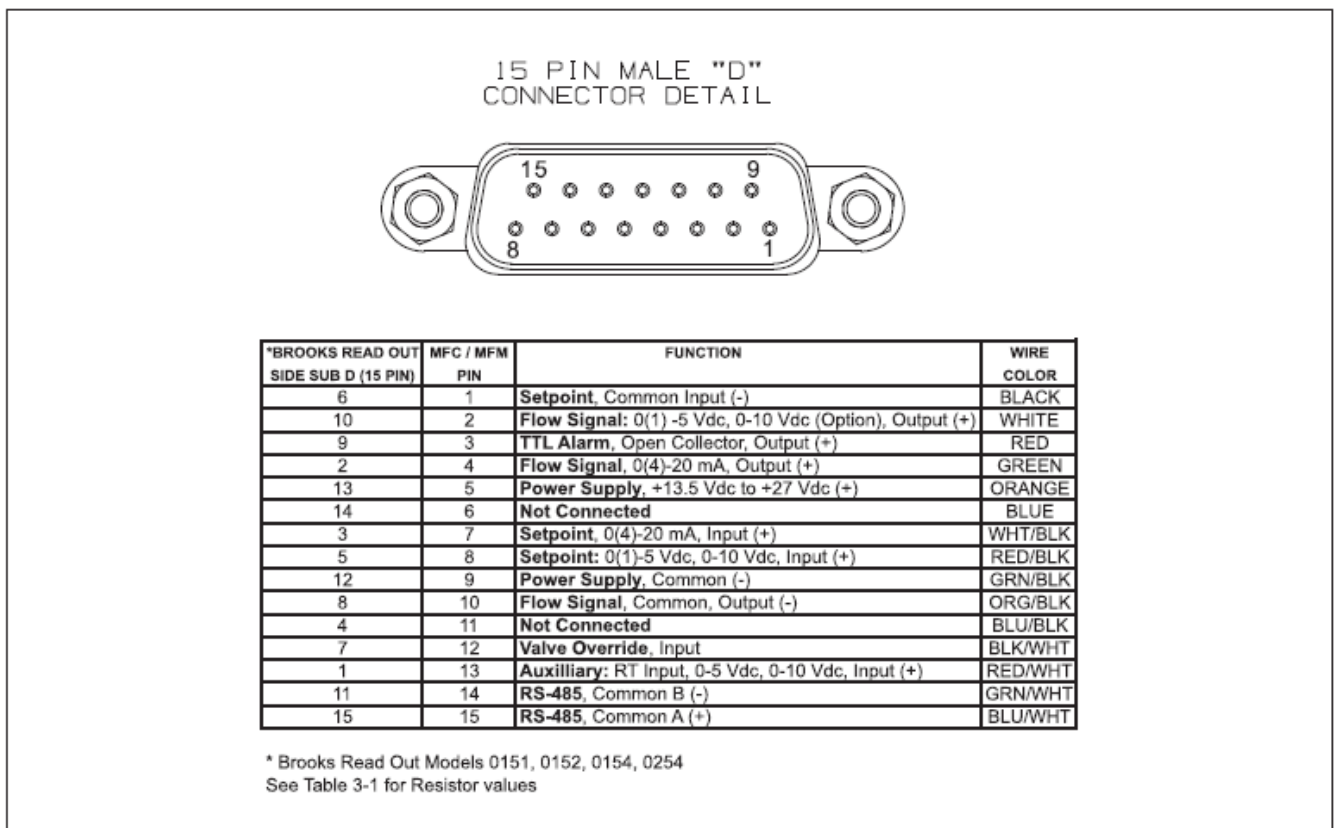 15 PIN MALE "D"
CONNECTOR DETAIL
15 9
8 1
*BROOKS READ OUT SIDE SUB D (15 PIN) MFC / MFM PIN FUNCTION WIRE COLOR
6 1 Setpoint, Common Input (-) BLACK
10 2 Flow Signal: 0(1) -5 Vdc, 0-10 Vdc (Option), Output (+) WHITE
9 3 TTL Alarm, Open Collector, Output (+) RED
2 4 Flow Signal, 0(4)-20 mA, Output (+) GREEN
13 5 Power Supply, +13.5 Vdc to +27 Vdc (+) ORANGE
14 6 Not Connected BLUE
3 7 Setpoint, 0(4)-20 mA, Input (+) WHT/BLK
5 8 Setpoint: 0(1)-5 Vdc, 0-10 Vdc, Input (+) RED/BLK
12 9 Power Supply, Common (-) GRN/BLK
8 10 Flow Signal, Common, Output (-) ORG/BLK
4 11 Not Connected BLU/BLK
7 12 Valve Override, Input BLK/WHT
1 13 Auxilliary: RT Input, 0-5 Vdc, 0-10 Vdc, Input (+) RED/WHT
11 14 RS-485, Common B (-) GRN/WHT
15 15 RS-485, Common A (+) BLU/WHT
* Brooks Read Out Models 0151, 0152, 0154, 0254
See Table 3-1 for Resistor values